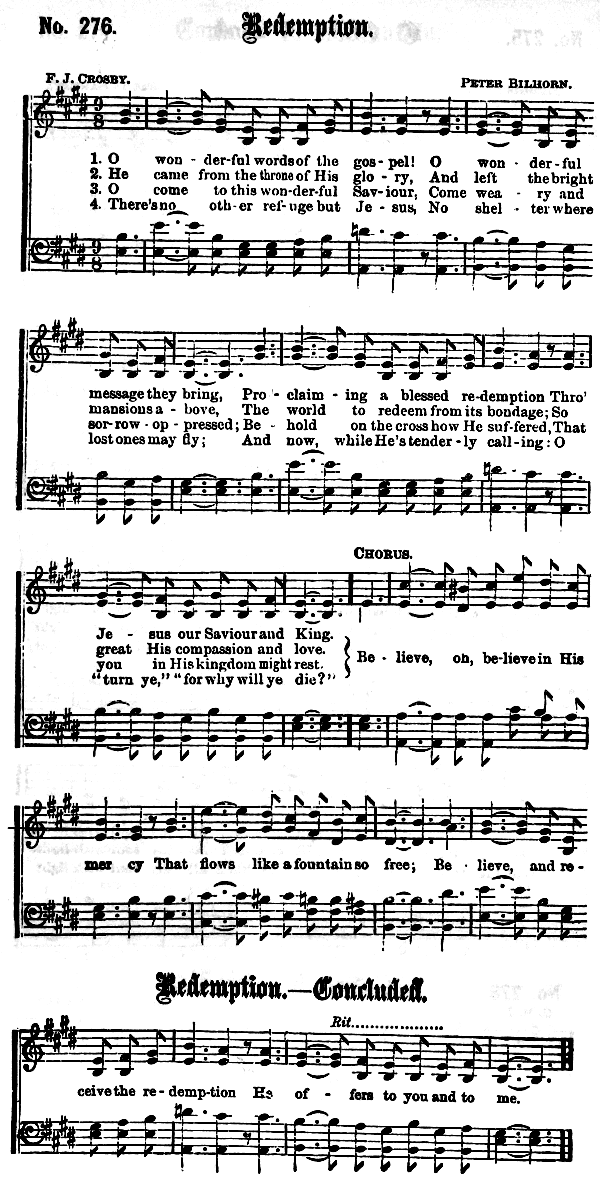 No. 276.
Redemption.
F. J. CROSBY.
PETER BILHORN.
1. O won - der-ful words of the gos - pel! O won - der - ful
2. He came from the throne of His glo - ry, And left the bright
3. O come to this won-der-ful Sav - iour, Come wea - ry and
4. There's no oth - er ref - uge but Je - sus, No shel - ter where
message they bring, Pro - claim - ing a blessed re-demption Thro'
mansions a - bove, The world to redeem from its bondage; So
sor-row - op - pressed; Be - hold on the cross how He suf-fered, That
lost ones may fly; And now, while He's tender - ly call-ing: O
CHORUS.
Je - sus our Saviour and King.
great His compassion and love.
you in His kingdom might rest.
"turn ye," "for why will ye die?"
Be - lieve, oh, be-lieve in His
mer cy That flows like a fountain so free; Be - lieve, and re -
Redemption.—Concluded.
Rit...................
ceive the re - demp-tion He of - fers to you and to me.